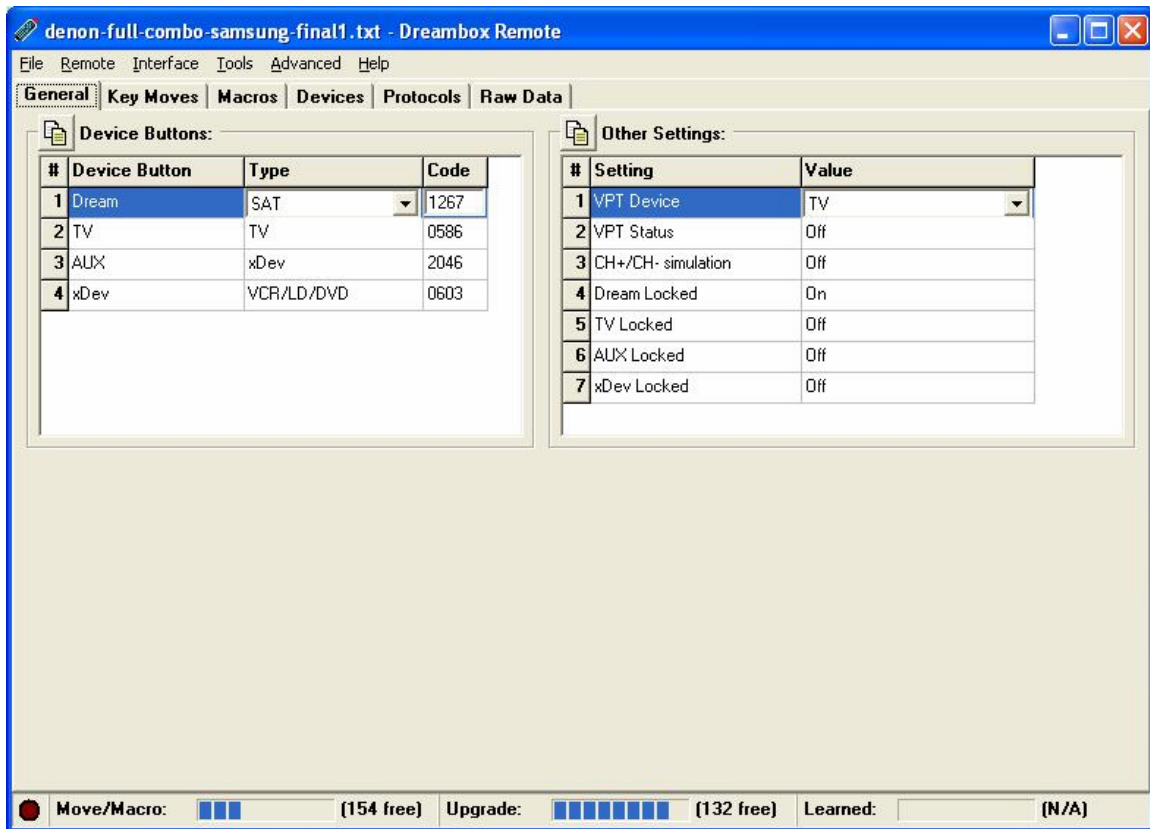 denon-full-combo-samsung-final1.txt - Dreambox Remote
File Remote Interface Tools Advanced Help
General Key Moves Macros Devices Protocols Raw Data
Device Buttons:
# Device Button Type Code
1 Dream SAT 1267
2 TV TV 0586
3 AUX xDev 2046
4 xDev VCR/LD/DVD 0603
Other Settings:
# Setting Value
1 VPT Device TV
2 VPT Status Off
3 CH+/CH- simulation Off
4 Dream Locked On
5 TV Locked Off
6 AUX Locked Off
7 xDev Locked Off
Move/Macro: (154 free) Upgrade: (132 free) Learned: (N/A)